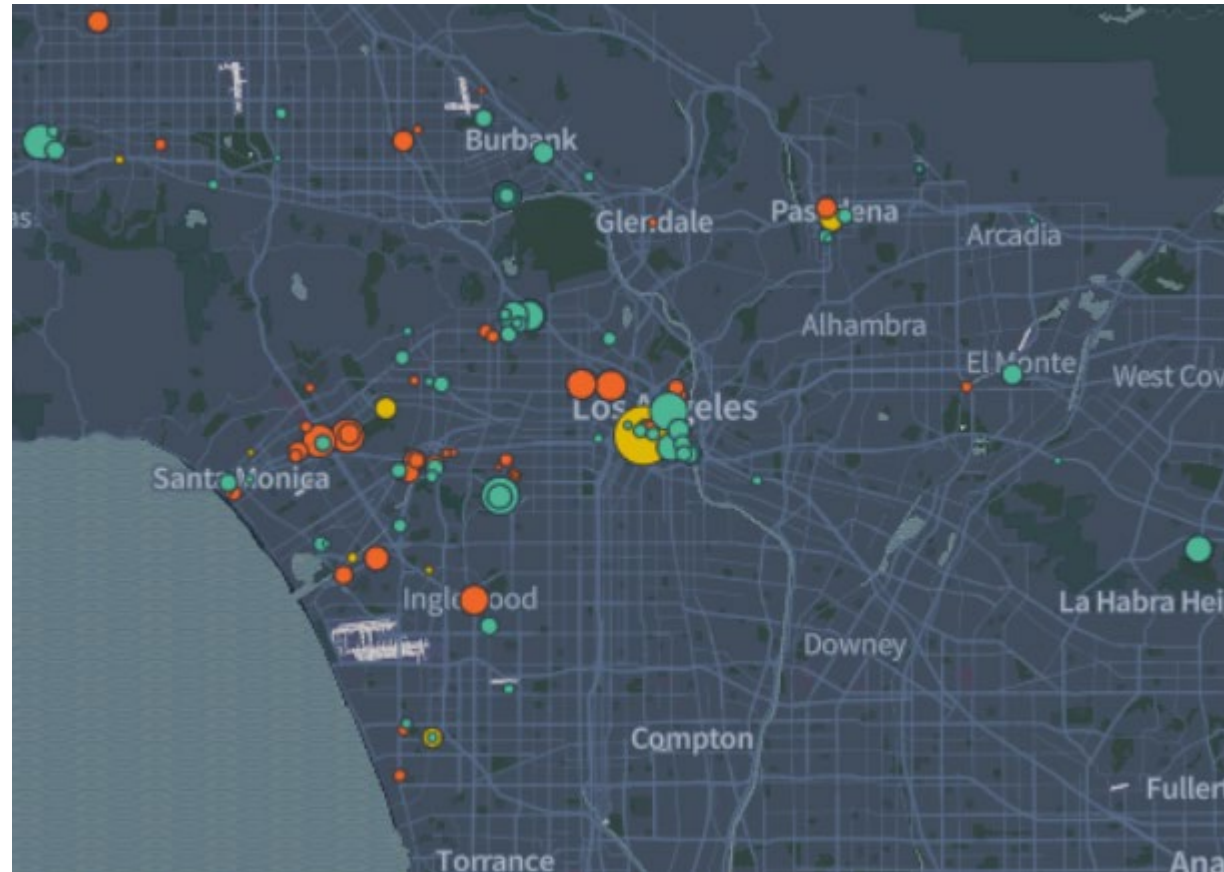 Burbank
as
Glendale
Pasadena
Arcadia
Alhambra
El Monte
West Cov
Los Angeles
Santa Monica
Inglewood
La Habra Hei
Downey
Compton
Fuller
Torrance
Ana